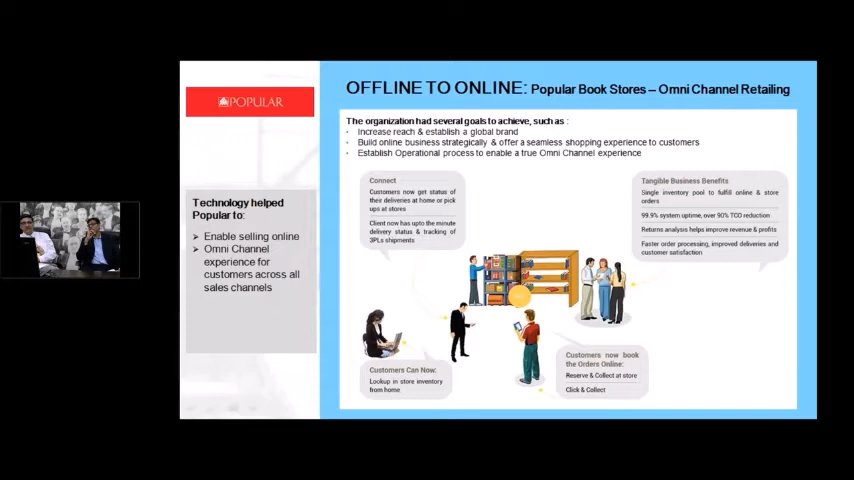 POPULAR
OFFLINE TO ONLINE: Popular Book Stores – Omni Channel Retailing
The organization had several goals to achieve, such as :
• Increase reach & establish a global brand
• Build online business strategically & offer a seamless shopping experience to customers
• Establish Operational process to enable a true Omni Channel experience
Technology helped
Popular to:
➢ Enable selling online
➢ Omni Channel
experience for
customers across all
sales channels
Connect
Customers now get status of
their deliveries at home or pick
ups at stores
Client now has upto the minute
delivery status & tracking of
3PLs shipments
Tangible Business Benefits
Single inventory pool to fulfill online & store
orders
99.9% system uptime, over 90% TCO reduction
Returns analysis helps improve revenue & profits
Faster order processing, improved deliveries and
customer satisfaction
Customers Can Now:
Lookup in store inventory
from home
Customers now book
the Orders Online:
Reserve & Collect at store
Click & Collect